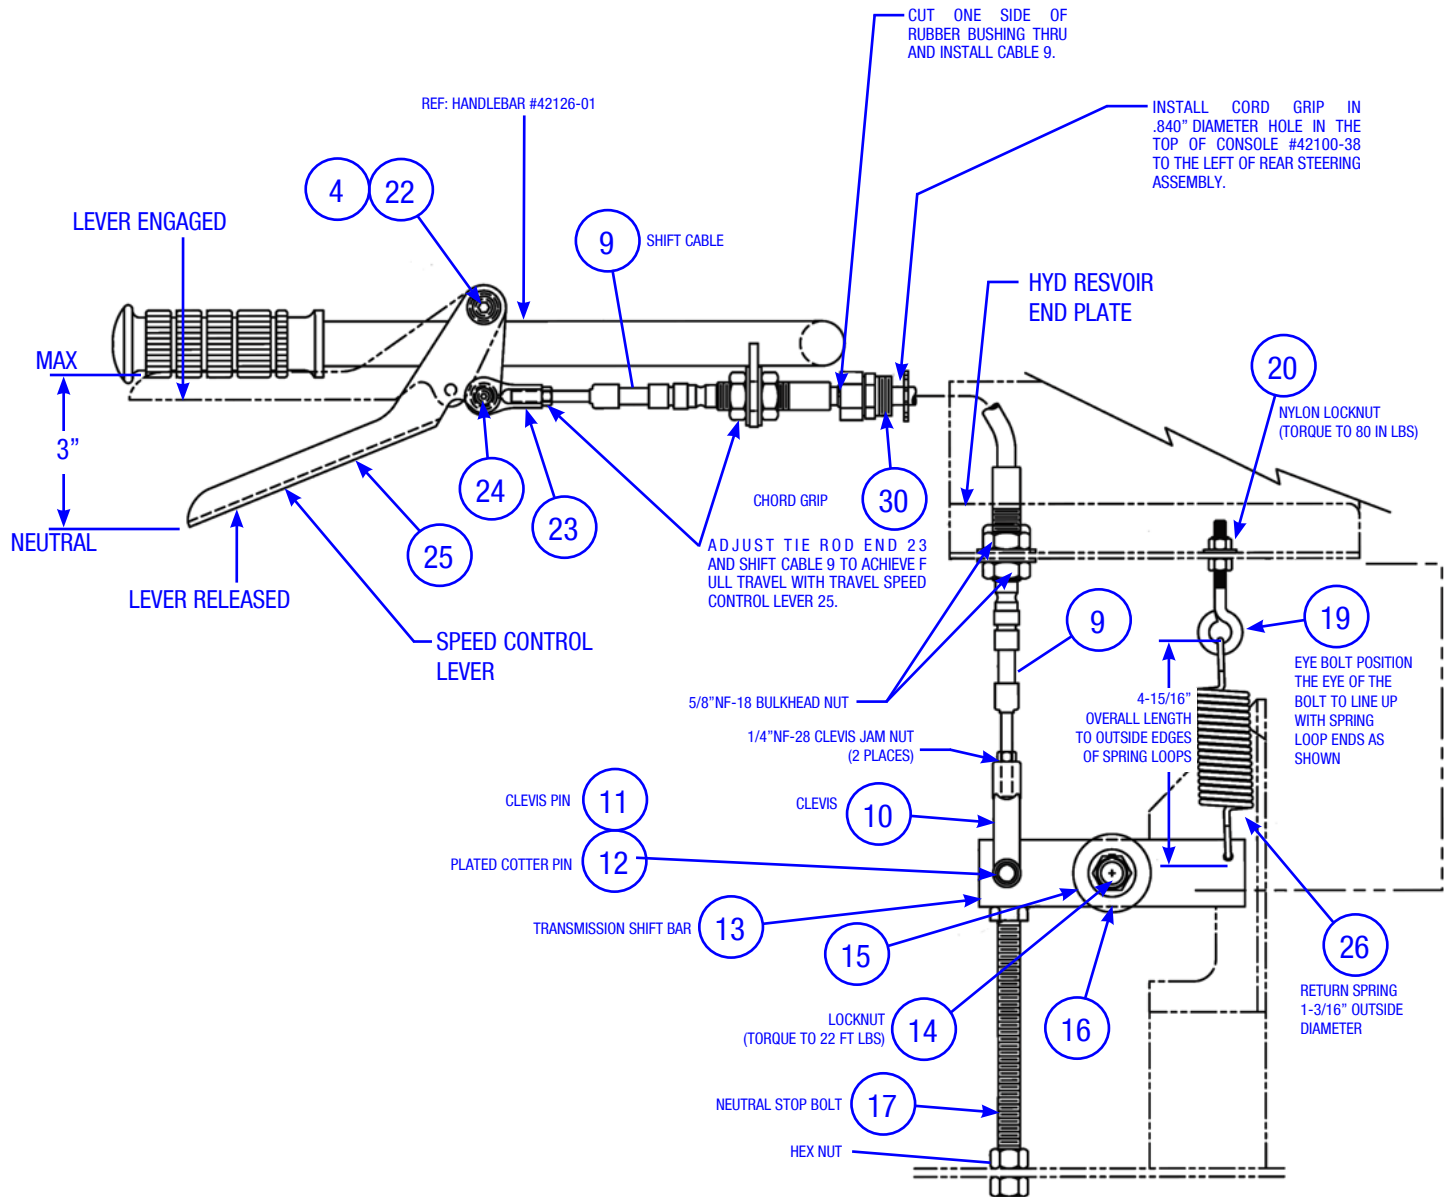 CUT ONE SIDE OF
RUBBER BUSHING THRU
AND INSTALL CABLE 9.
REF: HANDLEBAR #42126-01
INSTALL CORD GRIP IN
.840” DIAMETER HOLE IN THE
TOP OF CONSOLE #42100-38
TO THE LEFT OF REAR STEERING
ASSEMBLY.
4
22
LEVER ENGAGED
9
SHIFT CABLE
HYD RESVOIR
END PLATE
MAX
3”
NEUTRAL
20
NYLON LOCKNUT
(TORQUE TO 80 IN LBS)
24
23
25
CHORD GRIP
30
ADJUST TIE ROD END 23
AND SHIFT CABLE 9 TO ACHIEVE F
ULL TRAVEL WITH TRAVEL SPEED
CONTROL LEVER 25.
LEVER RELEASED
SPEED CONTROL
LEVER
9
19
EYE BOLT POSITION
THE EYE OF THE
BOLT TO LINE UP
WITH SPRING
LOOP ENDS AS
SHOWN
4-15/16”
OVERALL LENGTH
TO OUTSIDE EDGES
OF SPRING LOOPS
5/8”NF-18 BULKHEAD NUT
1/4”NF-28 CLEVIS JAM NUT
(2 PLACES)
CLEVIS PIN
11
CLEVIS
10
PLATED COTTER PIN
12
TRANSMISSION SHIFT BAR
13
15
26
RETURN SPRING
1-3/16” OUTSIDE
DIAMETER
LOCKNUT
(TORQUE TO 22 FT LBS)
14
16
NEUTRAL STOP BOLT
17
HEX NUT